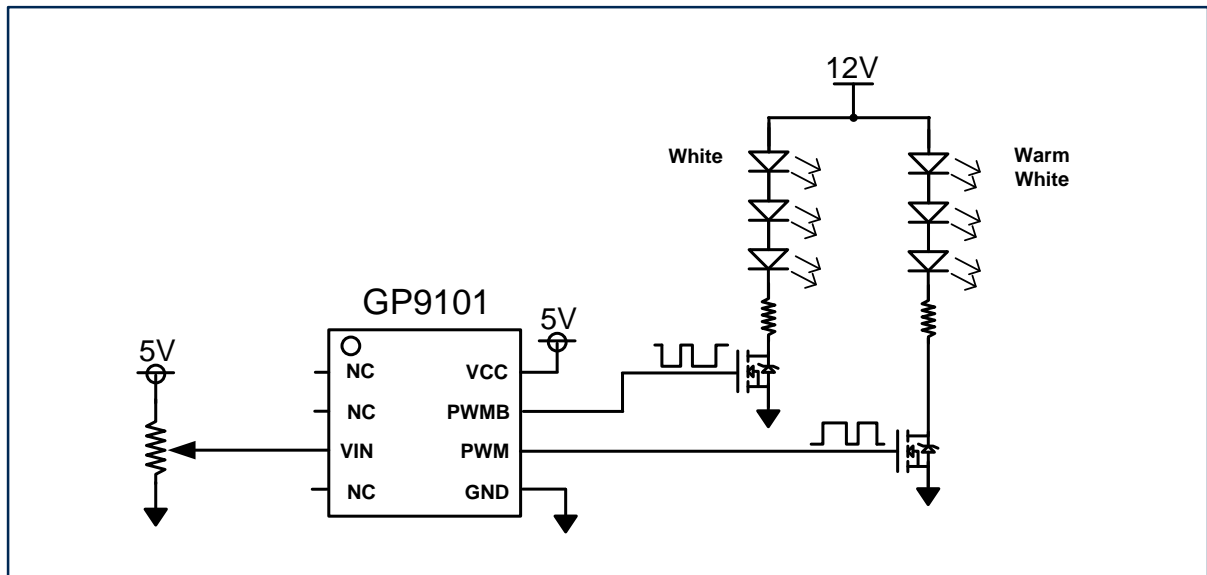 12V
White
Warm
White
GP9101
5V
5V
NC
VCC
NC
PWMB
VIN
PWM
NC
GND